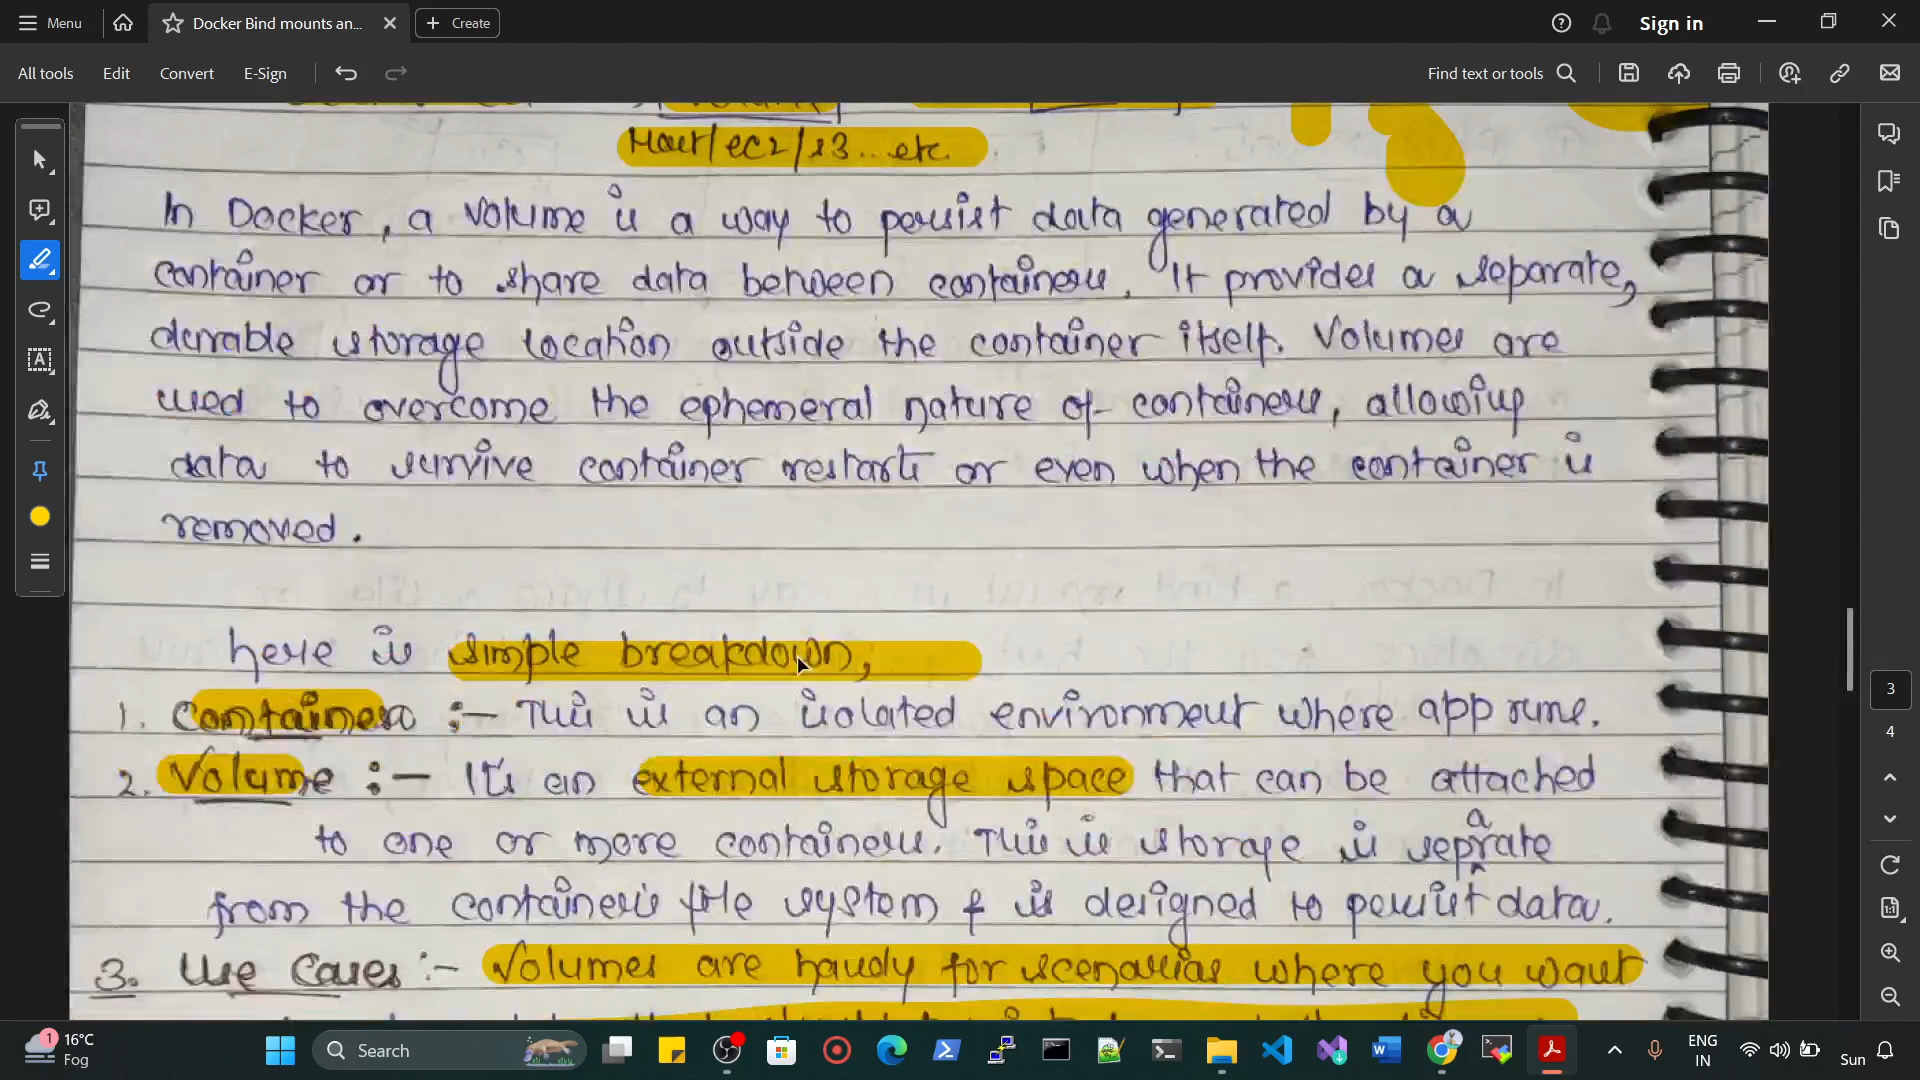 Menu
Docker Bind mounts an...
Create
Sign in
All tools
Edit
Convert
E-Sign
Find text or tools
Host/ec2/s3...etc.
In Docker, a volume is a way to persist data generated by a
container or to share data between containers. It provides a separate,
durable storage location outside the container itself. Volumes are
used to overcome the ephemeral nature of containers, allowing
data to survive container restarts or even when the container is
removed.
here is simple breakdown,
1. Container :- This is an isolated environment where app runs.
2. Volume :- It's an external storage space that can be attached
to one or more containers. This is storage is seprate
a
from the container's file system & is designed to persist data.
3. Use Cases :- Volumes are handy for scenarios where you want
3
4
1
16°C
Fog
Search
ENG
IN
Sun